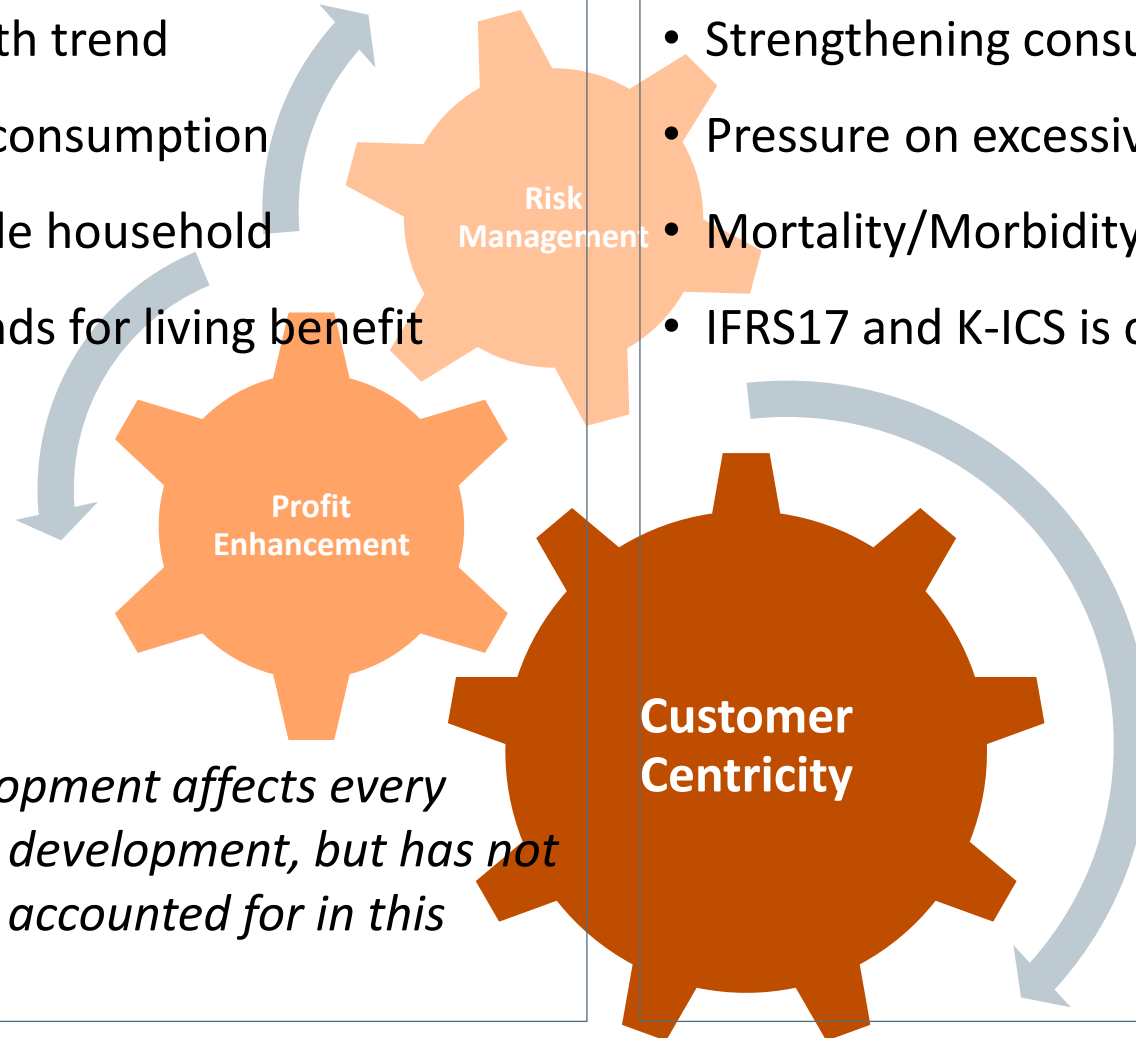 th trend
consumption
le household
nds for living benefit
opment affects every
development, but has not
accounted for in this
Risk
Management
Profit
Enhancement
Customer
Centricity
• Strengthening consu
• Pressure on excessiv
• Mortality/Morbidity
• IFRS17 and K-ICS is